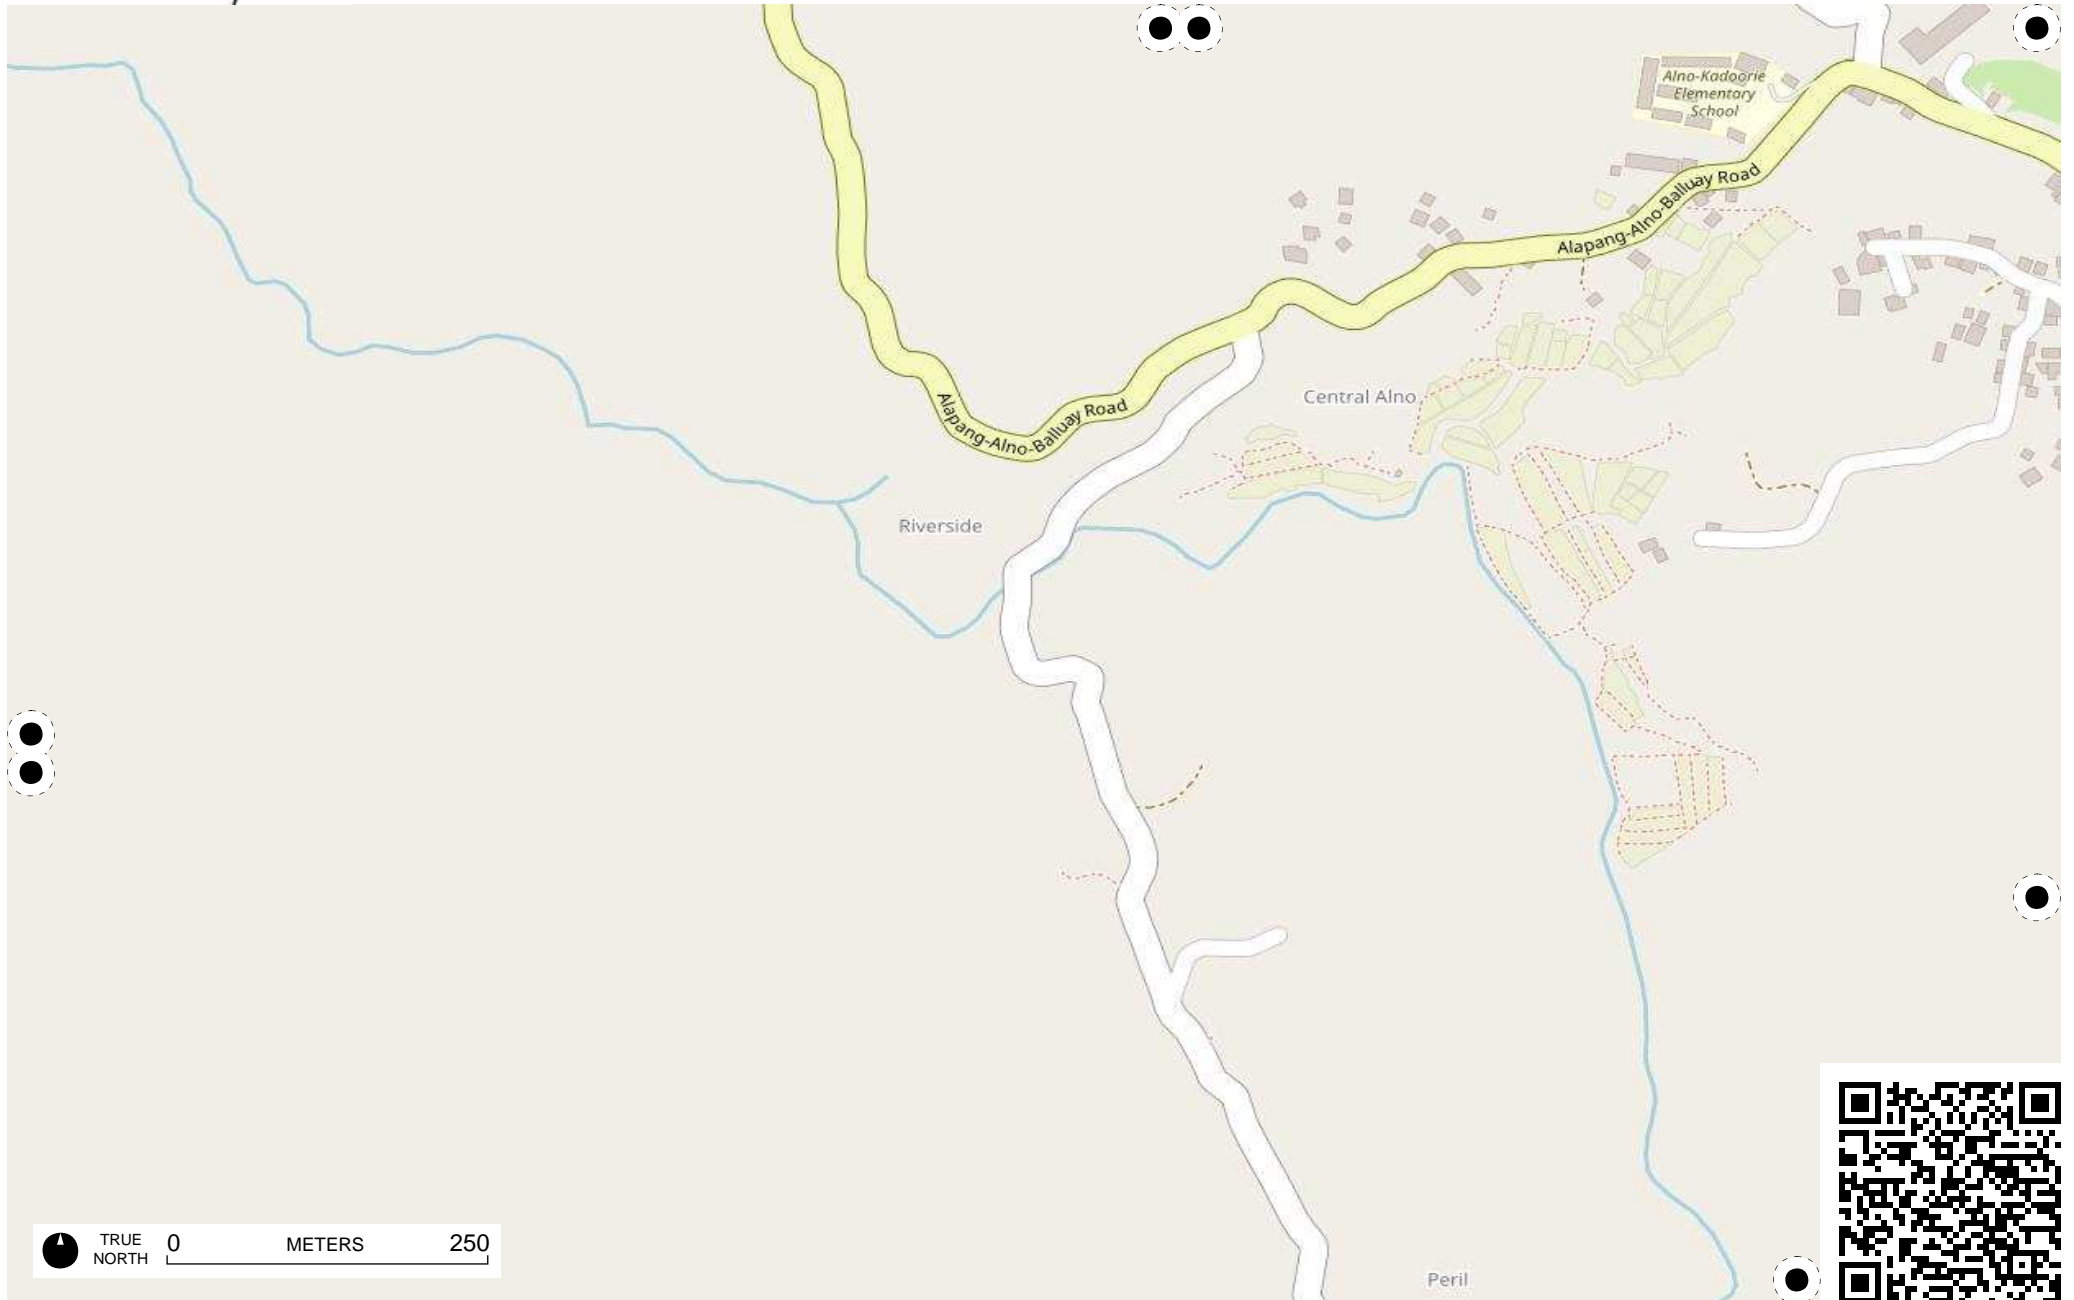 Alno-Kadoorie
Elementary
School
Alapang-Alno-Balluay Road
Central Alno
Alapang-Alno-Balluay Road
Riverside
TRUE
NORTH
0 METERS 250
Peril